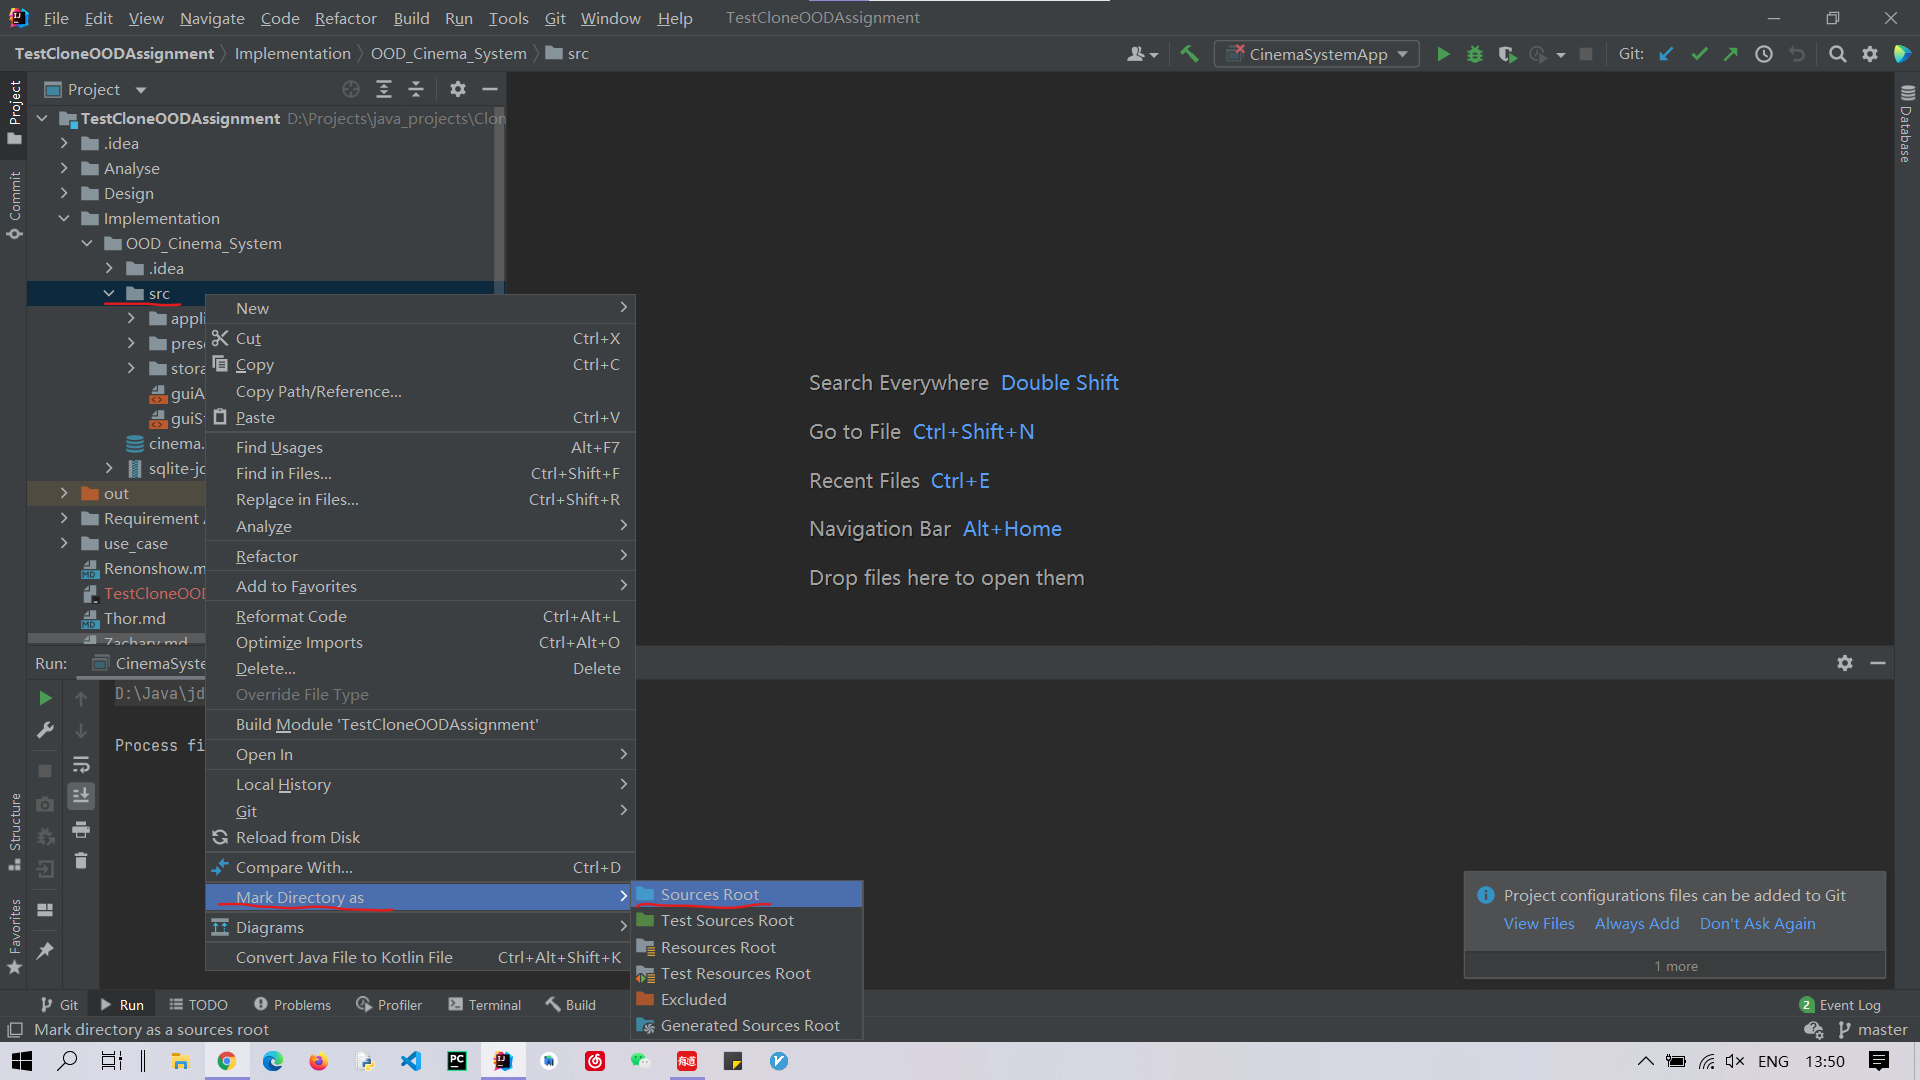 File Edit View Navigate Code Refactor Build Run Tools Git Window Help TestCloneOODAssignment
TestCloneOODAssignment Implementation OOD_Cinema_System src CinemaSystemApp Git:
Project
Project
TestCloneOODAssignment D:\Projects\java_projects\Clon
.idea
Analyse
Design
Implementation
OOD_Cinema_System
.idea
src
appli
pres
stora
guiA
guiS
cinema.
sqlite-jc
out
Requirement
use_case
Renonshow.m
TestCloneOOD
Thor.md
Zachary.md
Commit
Structure
Favorites
Database
New
Cut Ctrl+X
Copy Ctrl+C
Copy Path/Reference...
Paste Ctrl+V
Find Usages Alt+F7
Find in Files... Ctrl+Shift+F
Replace in Files... Ctrl+Shift+R
Analyze
Refactor
Add to Favorites
Reformat Code Ctrl+Alt+L
Optimize Imports Ctrl+Alt+O
Delete... Delete
Override File Type
Build Module 'TestCloneOODAssignment'
Open In
Local History
Git
Reload from Disk
Compare With... Ctrl+D
Mark Directory as
Diagrams
Convert Java File to Kotlin File Ctrl+Alt+Shift+K
Sources Root
Test Sources Root
Resources Root
Test Resources Root
Excluded
Generated Sources Root
Search Everywhere Double Shift
Go to File Ctrl+Shift+N
Recent Files Ctrl+E
Navigation Bar Alt+Home
Drop files here to open them
Run: CinemaSyste
D:\Java\jd
Process fi
Project configurations files can be added to Git
View Files Always Add Don't Ask Again
1 more
Git Run TODO Problems Profiler Terminal Build 2 Event Log
Mark directory as a sources root master
ENG 13:50